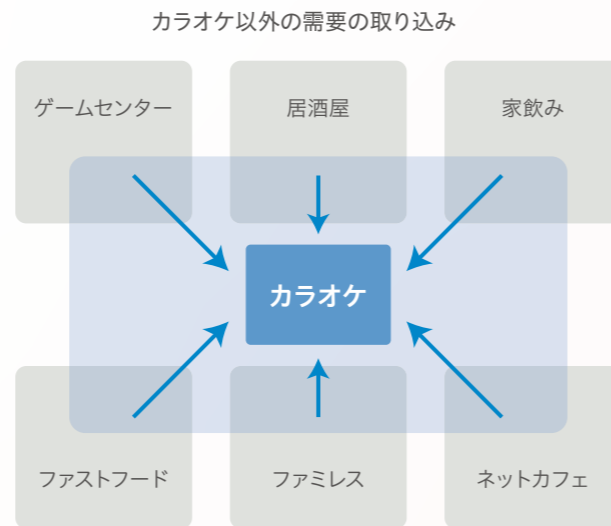 カラオケ以外の需要の取り込み
ゲームセンター
居酒屋
家飲み
カラオケ
ファストフード
ファミレス
ネットカフェ